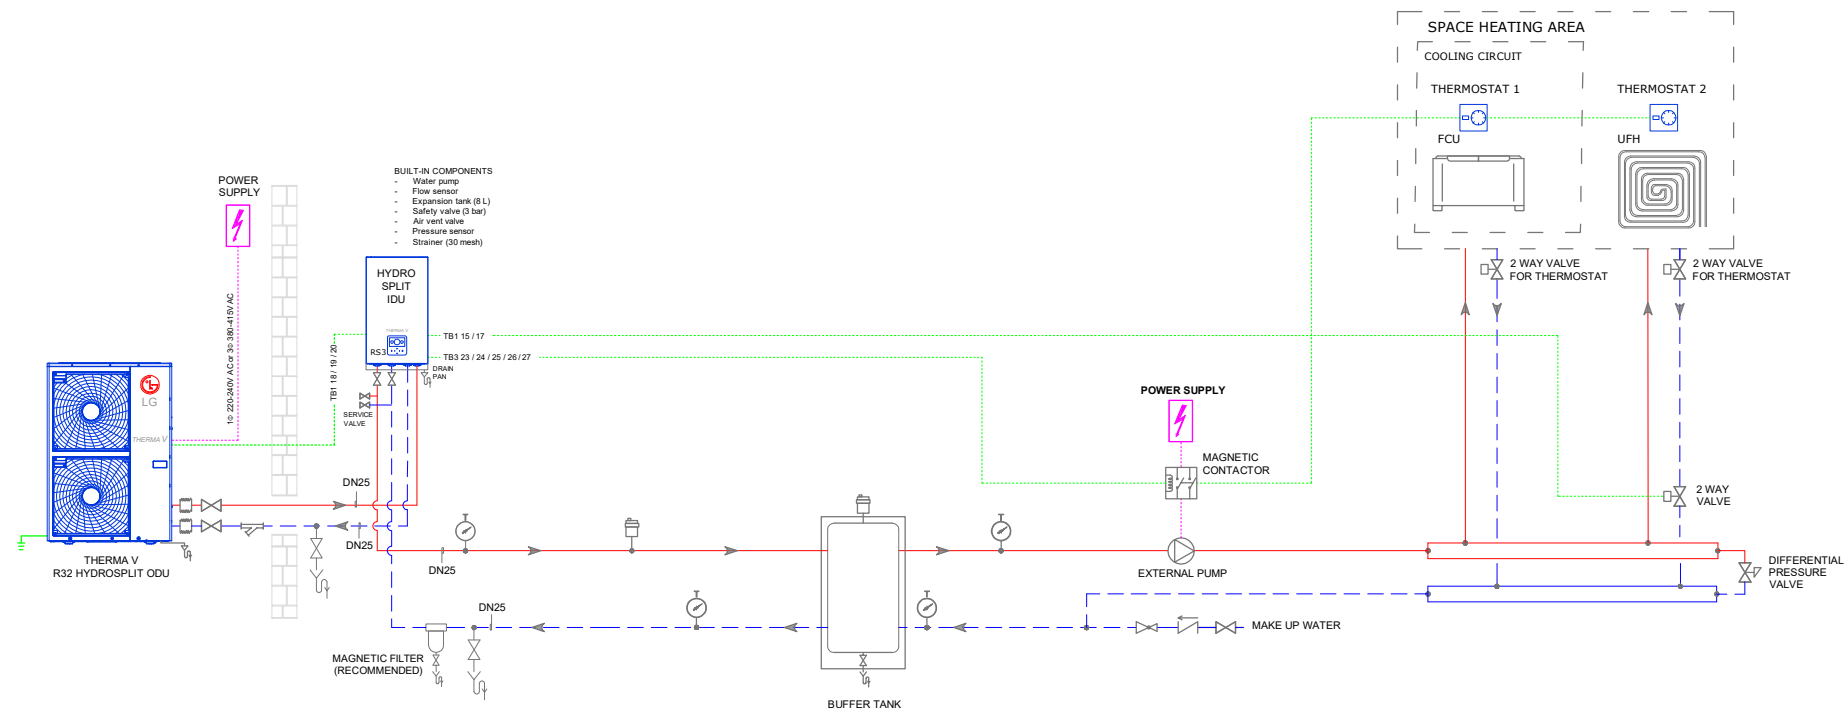 SPACE HEATING AREA
COOLING CIRCUIT
THERMOSTAT 1
THERMOSTAT 2
FCU
UFH
2 WAY VALVE
FOR THERMOSTAT
2 WAY VALVE
FOR THERMOSTAT
BUILT-IN COMPONENTS
- Water pump
- Flow sensor
- Expansion tank (8 L)
- Safety valve (3 bar)
- Air vent valve
- Pressure sensor
- Strainer (30 mesh)
POWER
SUPPLY
1Φ 220-240V AC or 3Φ 380-415V AC
TB1 18 / 19 / 20
HYDRO
SPLIT
IDU
THERMA V
RS3
TB1 15 / 17
TB3 23 / 24 / 25 / 26 / 27
DRAIN
PAN
SERVICE
VALVE
LG
LG
THERMA V
POWER SUPPLY
MAGNETIC
CONTACTOR
2 WAY
VALVE
DN25
DN25
DN25
THERMA V
R32 HYDROSPLIT ODU
T
T
EXTERNAL PUMP
DIFFERENTIAL
PRESSURE
VALVE
T
T
DN25
MAKE UP WATER
MAGNETIC FILTER
(RECOMMENDED)
BUFFER TANK